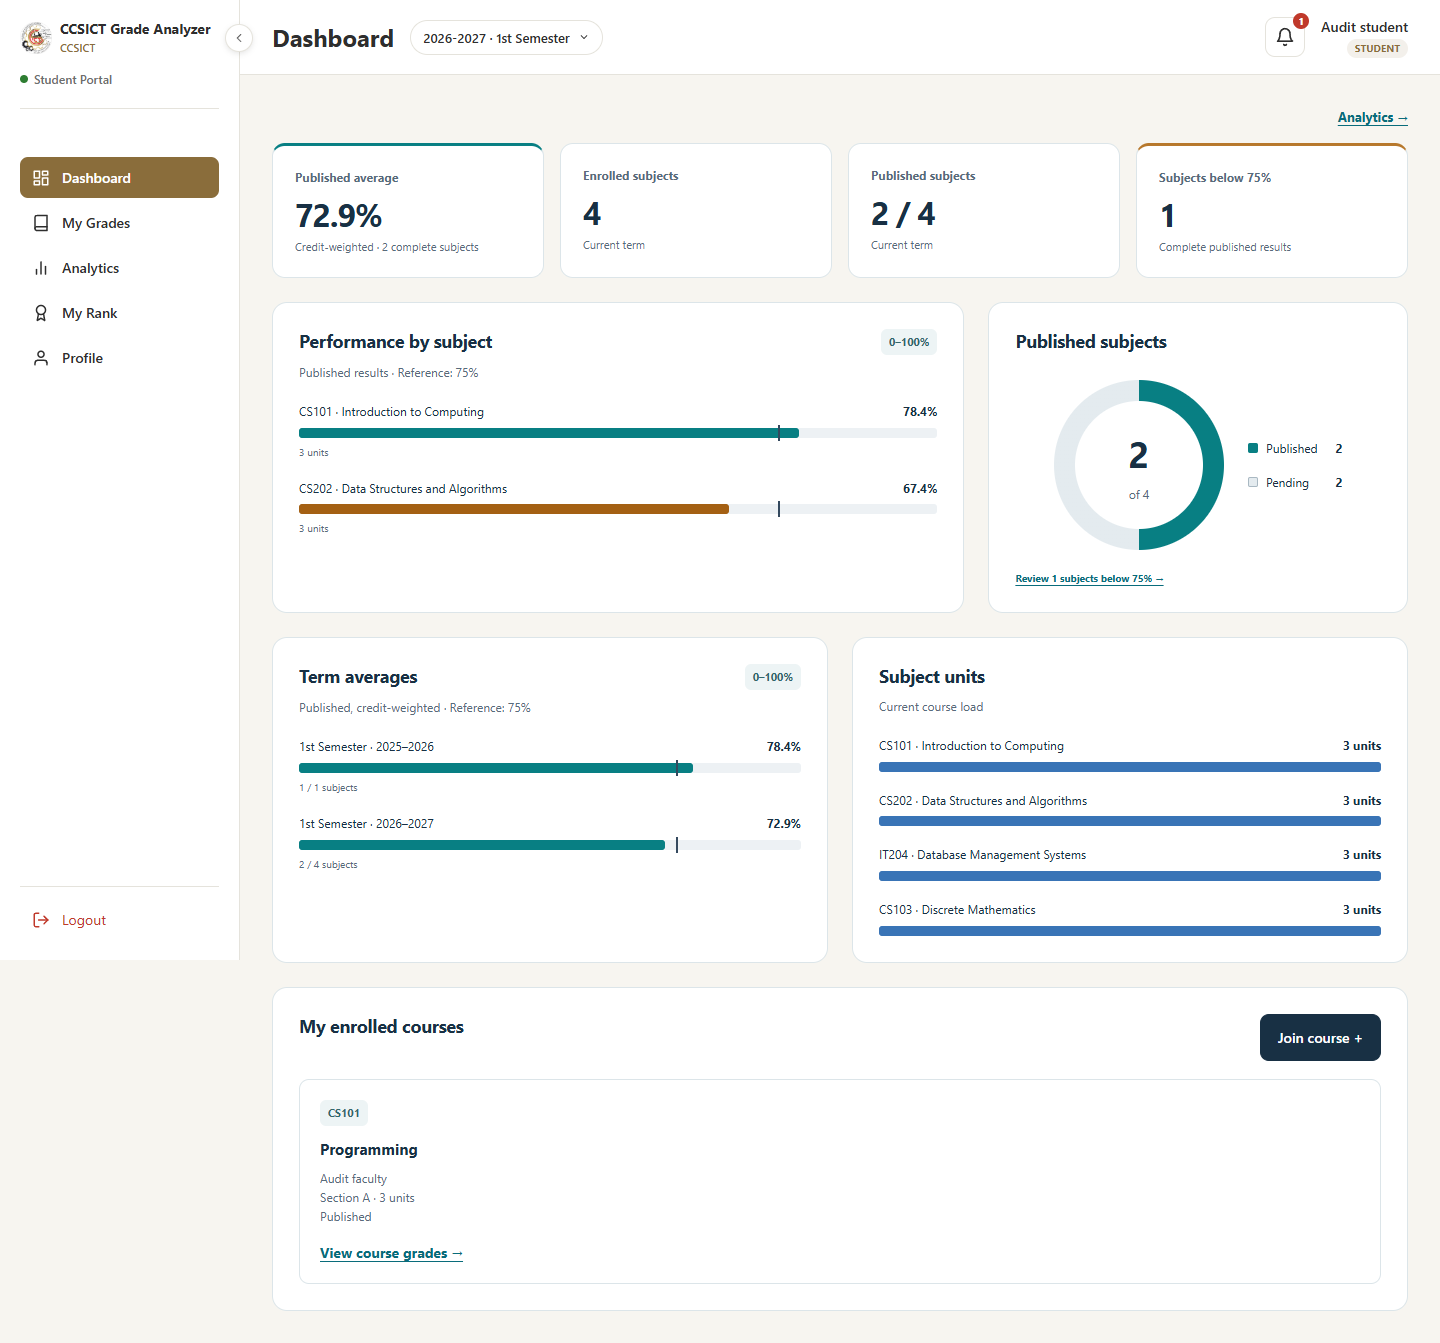 CCSICT Grade Analyzer
CCSICT
Student Portal
Dashboard
My Grades
Analytics
My Rank
Profile
Logout
Dashboard
2026-2027 · 1st Semester
1
Audit student
STUDENT
Analytics →
Published average
72.9%
Credit-weighted · 2 complete subjects
Enrolled subjects
4
Current term
Published subjects
2 / 4
Current term
Subjects below 75%
1
Complete published results
Performance by subject
0–100%
Published results · Reference: 75%
CS101 · Introduction to Computing 78.4%
3 units
CS202 · Data Structures and Algorithms 67.4%
3 units
Published subjects
2
of 4
Published 2
Pending 2
Review 1 subjects below 75% →
Term averages
0–100%
Published, credit-weighted · Reference: 75%
1st Semester · 2025–2026 78.4%
1 / 1 subjects
1st Semester · 2026–2027 72.9%
2 / 4 subjects
Subject units
Current course load
CS101 · Introduction to Computing 3 units
CS202 · Data Structures and Algorithms 3 units
IT204 · Database Management Systems 3 units
CS103 · Discrete Mathematics 3 units
My enrolled courses
Join course +
CS101
Programming
Audit faculty
Section A · 3 units
Published
View course grades →